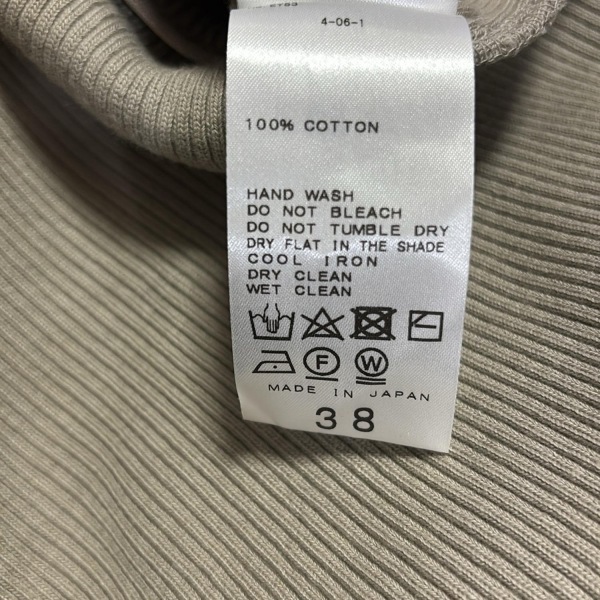 4-06-1
100% COTTON
HAND WASH
DO NOT BLEACH
DO NOT TUMBLE DRY
DRY FLAT IN THE SHADE
COOL IRON
DRY CLEAN
WET CLEAN
F W
MADE IN JAPAN
38